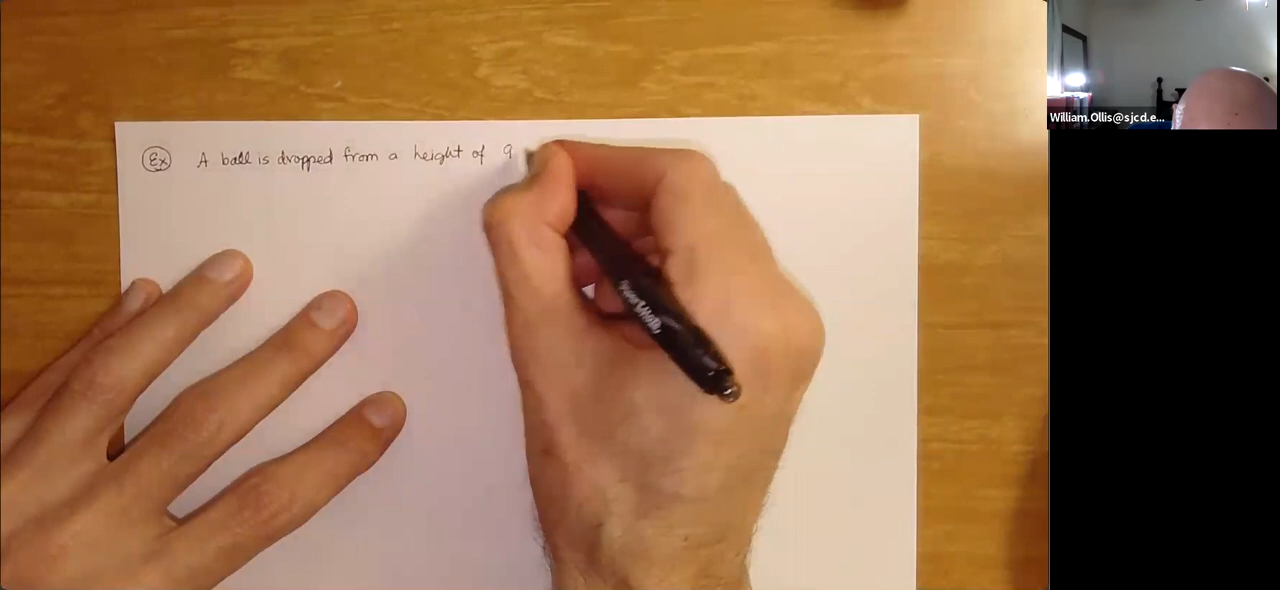 Ex A ball is dropped from a height of 9
William.Ollis@sjcd.e...